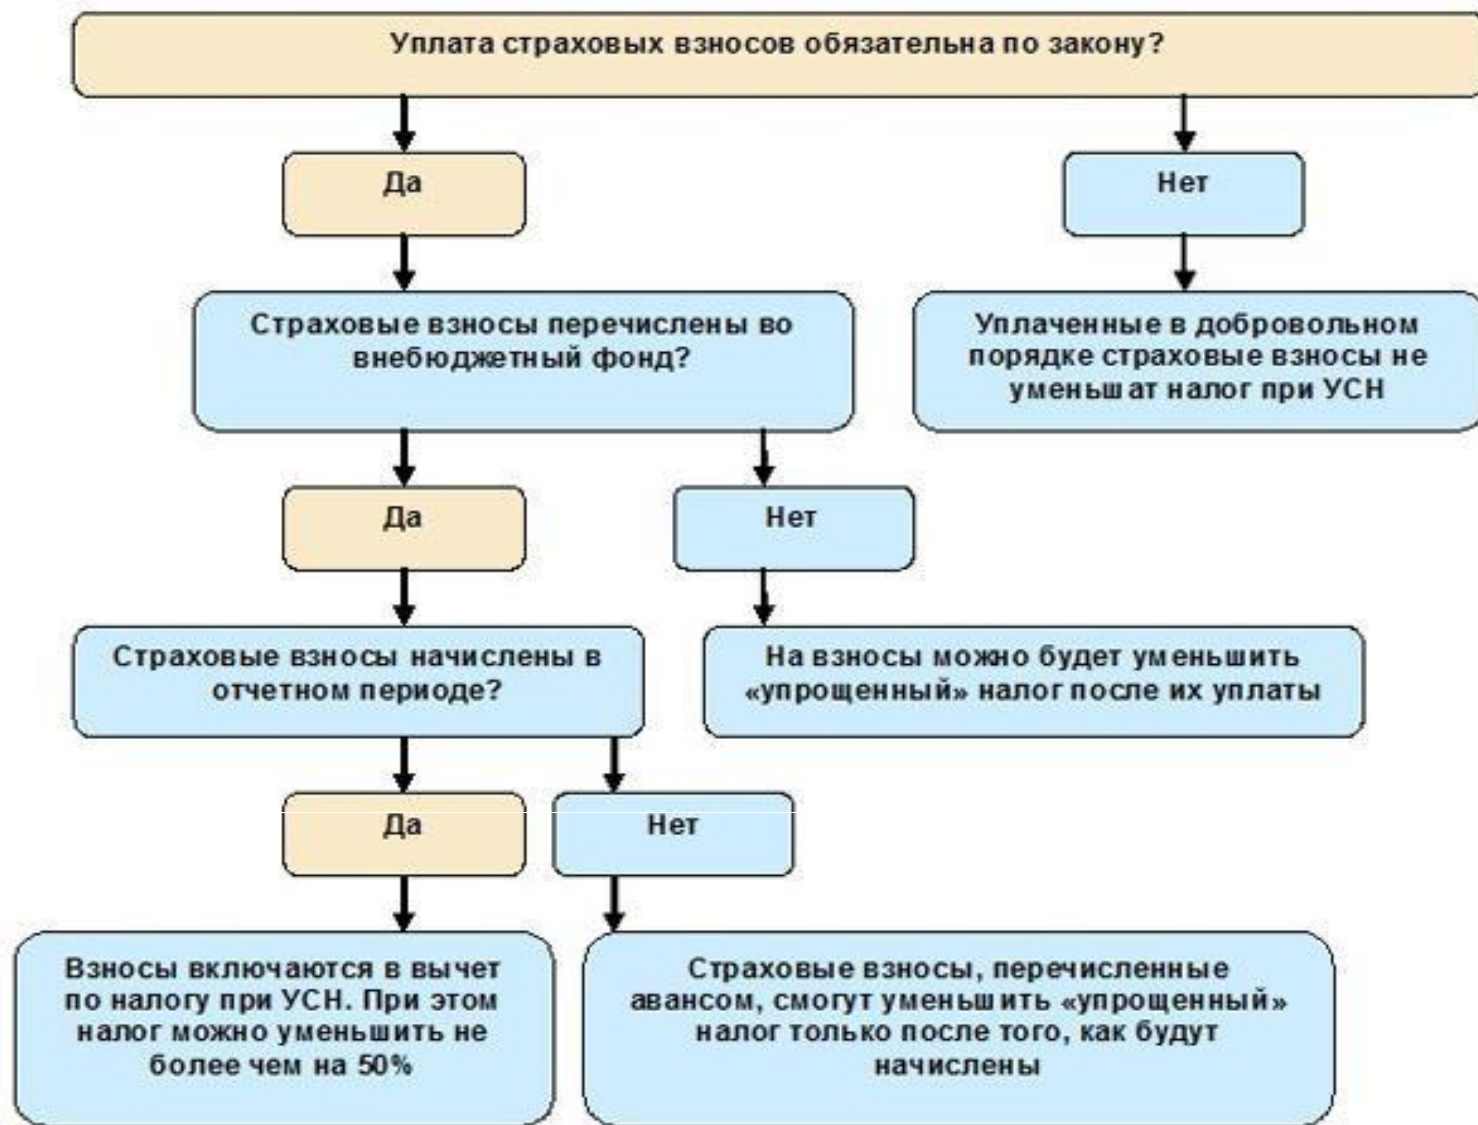 Уплата страховых взносов обязательна по закону?
Да
Нет
Страховые взносы перечислены во
внебюджетный фонд?
Уплаченные в добровольном
порядке страховые взносы не
уменьшат налог при УСН
Да
Нет
Страховые взносы начислены в
отчетном периоде?
На взносы можно будет уменьшить
«упрощенный» налог после их уплаты
Да
Нет
Взносы включаются в вычет
по налогу при УСН. При этом
налог можно уменьшить не
более чем на 50%
Страховые взносы, перечисленные
авансом, смогут уменьшить «упрощенный»
налог только после того, как будут
начислены